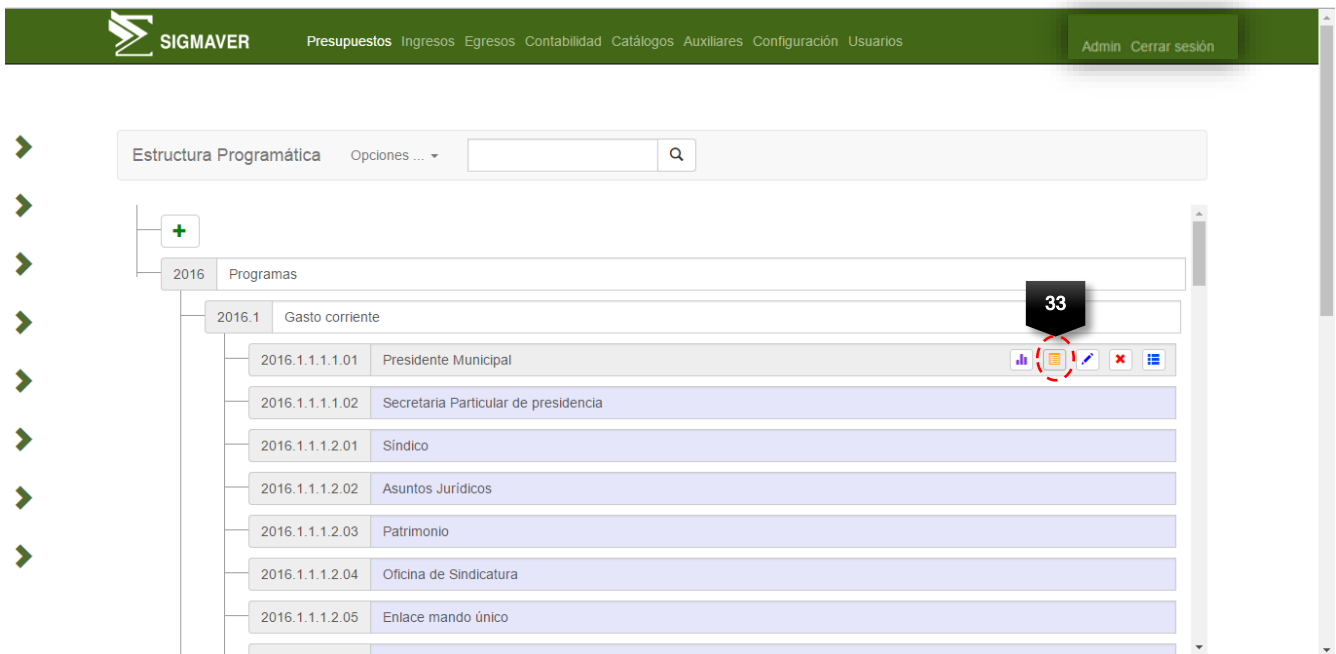 SIGMAVER Presupuestos Ingresos Egresos Contabilidad Catálogos Auxiliares Configuración Usuarios Admin Cerrar sesión
Estructura Programática Opciones ...
2016 Programas
33
2016.1 Gasto corriente
2016.1.1.1.1.01 Presidente Municipal
2016.1.1.1.1.02 Secretaria Particular de presidencia
2016.1.1.1.2.01 Síndico
2016.1.1.1.2.02 Asuntos Jurídicos
2016.1.1.1.2.03 Patrimonio
2016.1.1.1.2.04 Oficina de Sindicatura
2016.1.1.1.2.05 Enlace mando único